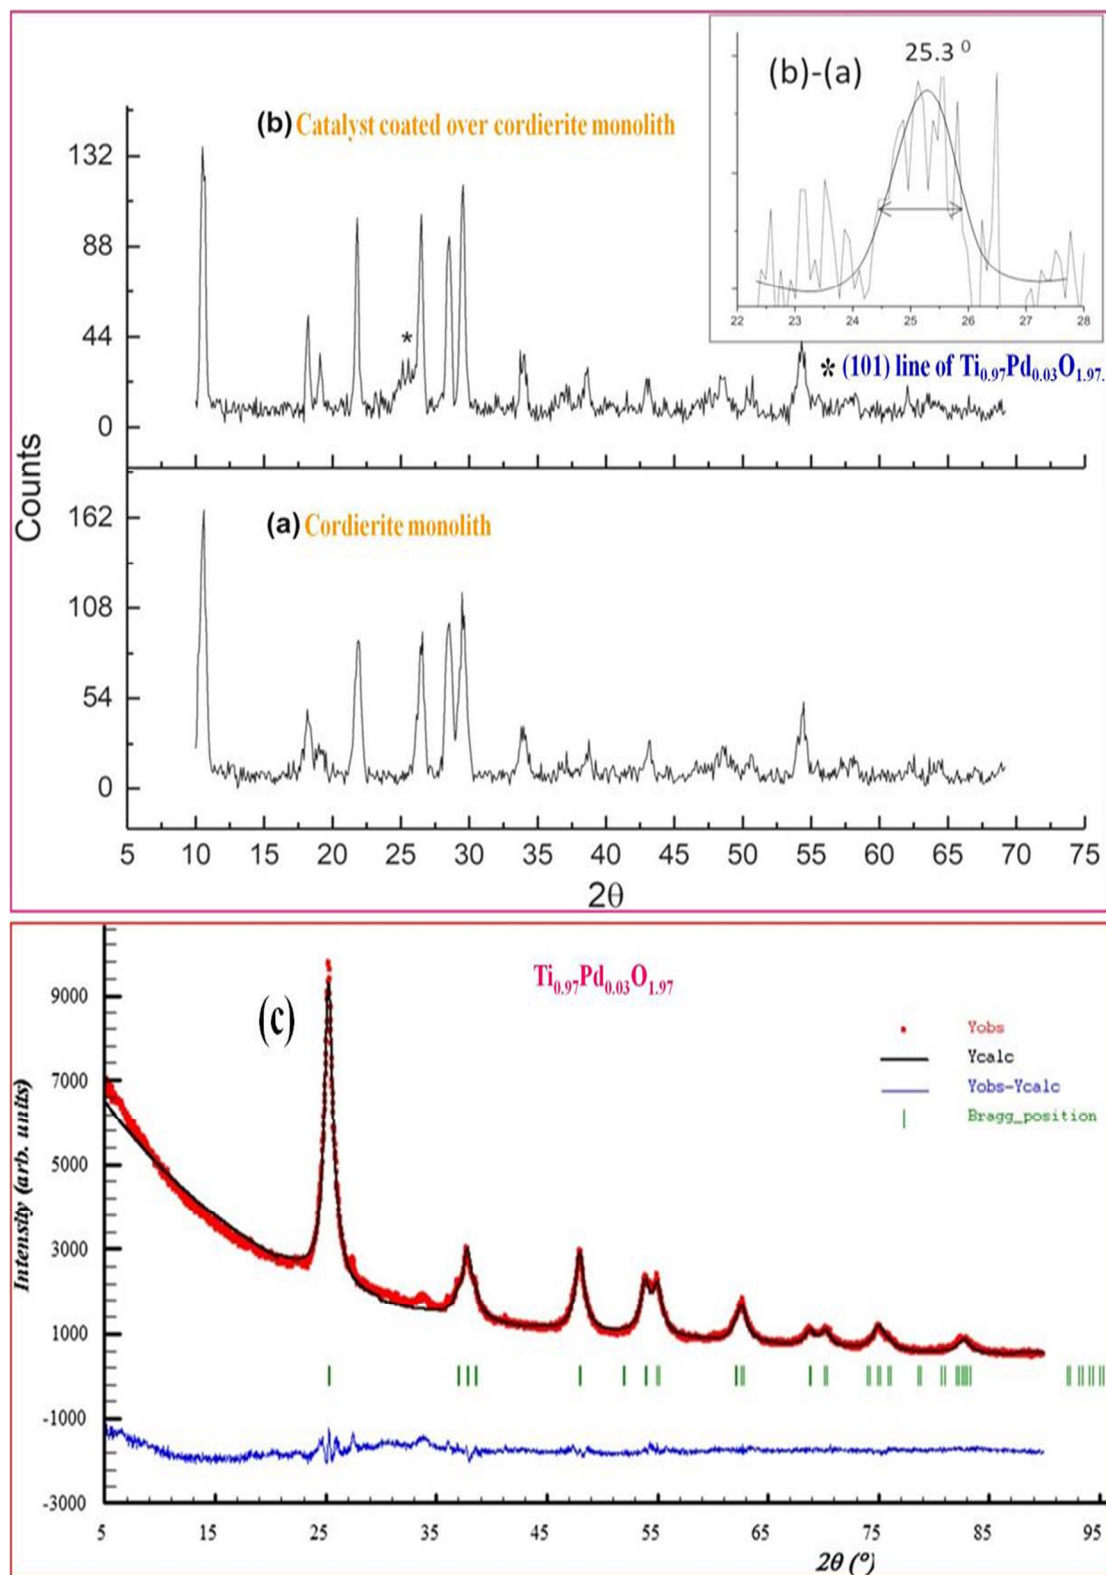 25.3 ⁰
(b)-(a)
(b) Catalyst coated over cordierite monolith
132
88
44
0
*
22 23 24 25 26 27 28
* (101) line of Ti₀.₉₇Pd₀.₀₃O₁.₉₇.
Counts
(a) Cordierite monolith
162
108
54
0
5 10 15 20 25 30 35 40 45 50 55 60 65 70 75
2θ
Ti₀.₉₇Pd₀.₀₃O₁.₉₇
(c)
Yobs
Ycalc
Yobs-Ycalc
Bragg_position
Intensity (arb. units)
9000
7000
5000
3000
1000
-1000
-3000
5 15 25 35 45 55 65 75 85 95
2θ (°)